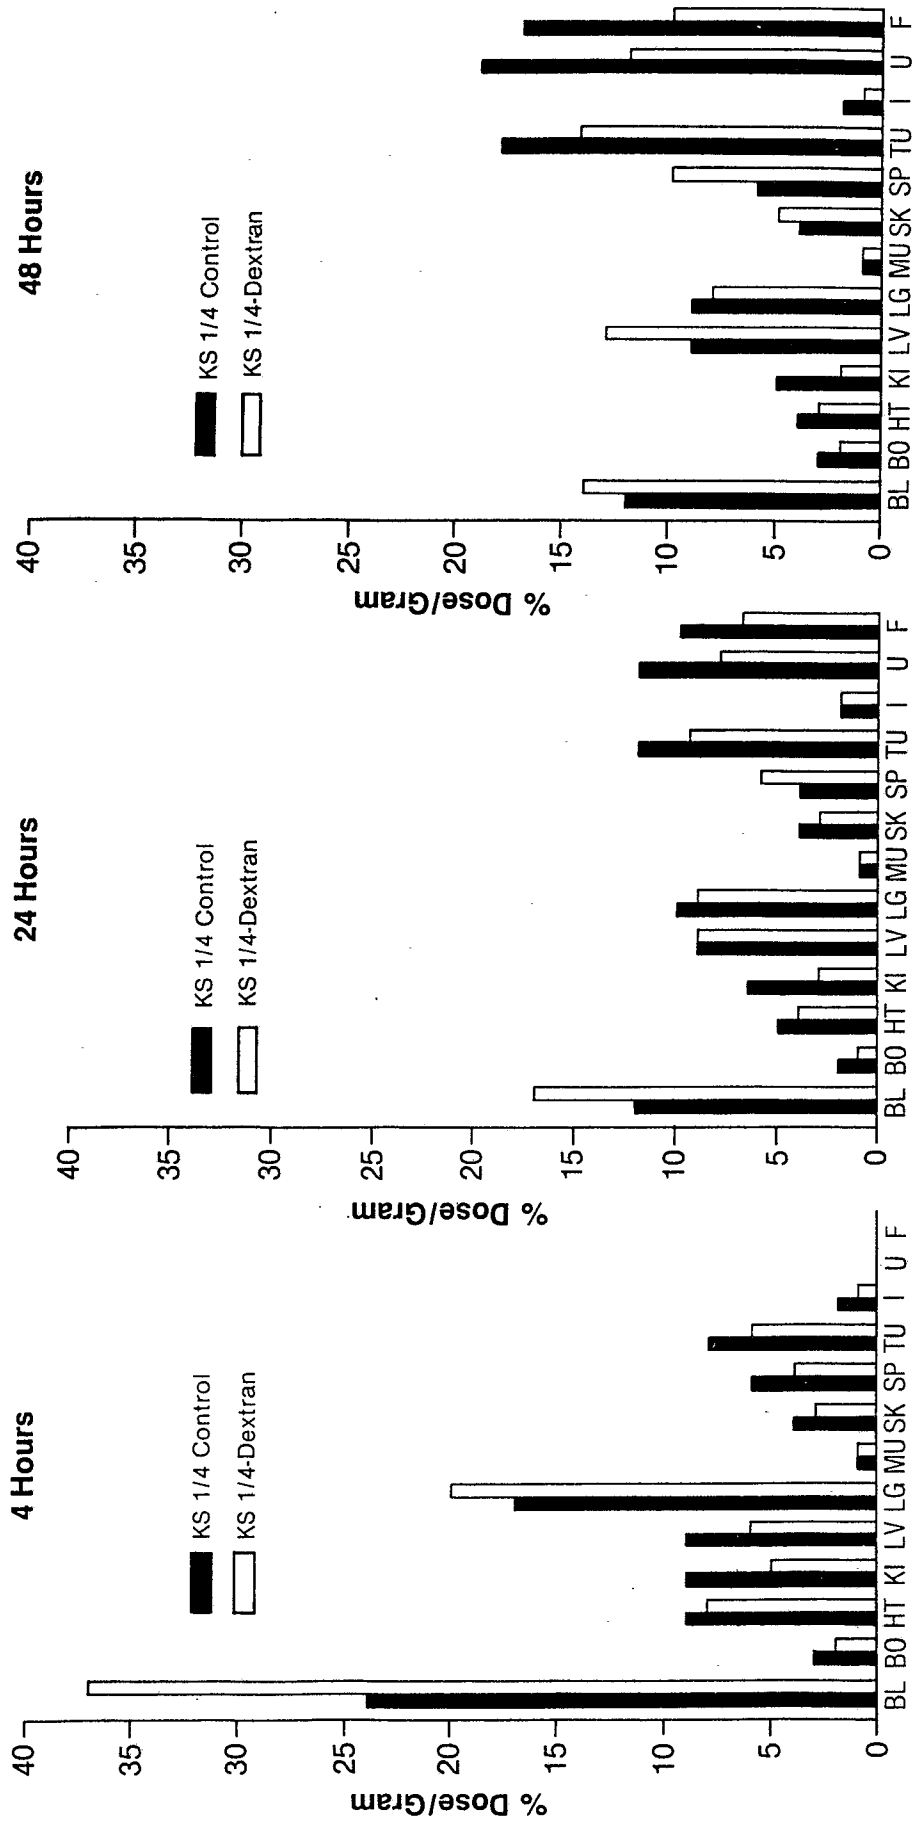 4 Hours
KS 1/4 Control
KS 1/4-Dextran
% Dose/Gram
40
35
30
25
20
15
10
5
0
BL BO HT KI LV LG MU SK SP TU I U F
24 Hours
KS 1/4 Control
KS 1/4-Dextran
% Dose/Gram
40
35
30
25
20
15
10
5
0
BL BO HT KI LV LG MU SK SP TU I U F
48 Hours
KS 1/4 Control
KS 1/4-Dextran
% Dose/Gram
40
35
30
25
20
15
10
5
0
BL BO HT KI LV LG MU SK SP TU I U F